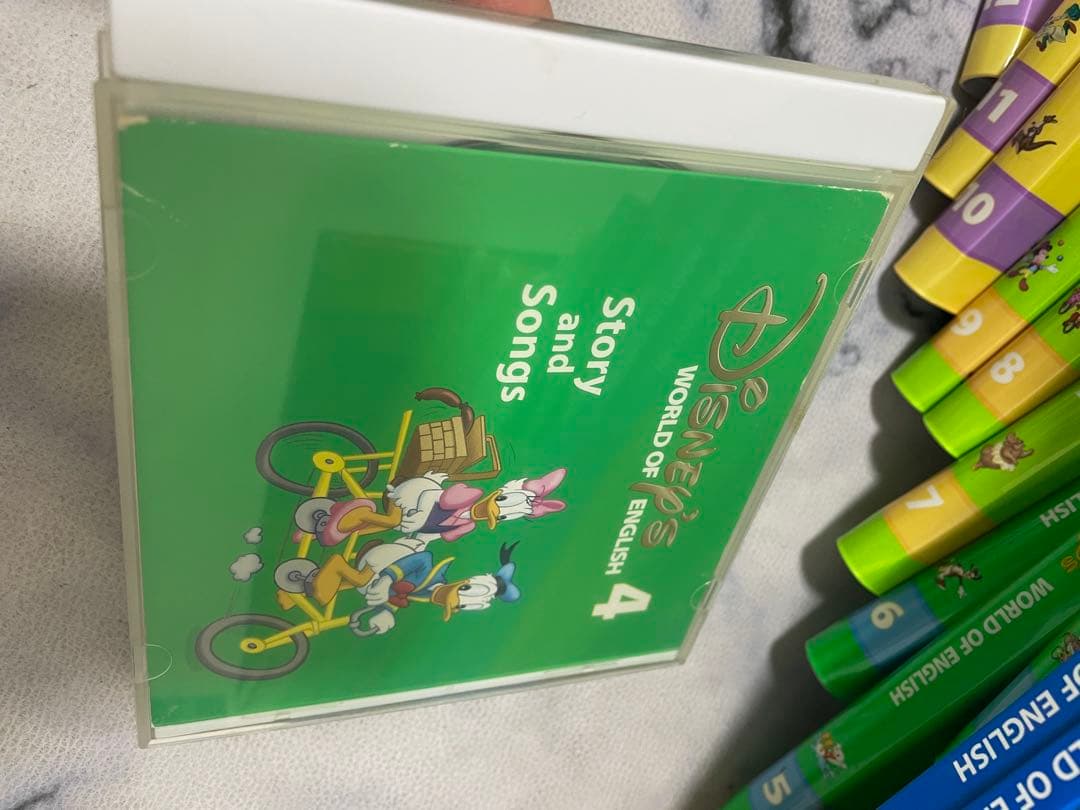 Disney's
WORLD OF ENGLISH 4
Story
and
Songs
11
10
9
8
7
6
5
WORLD OF ENGLISH
OF ENGLISH